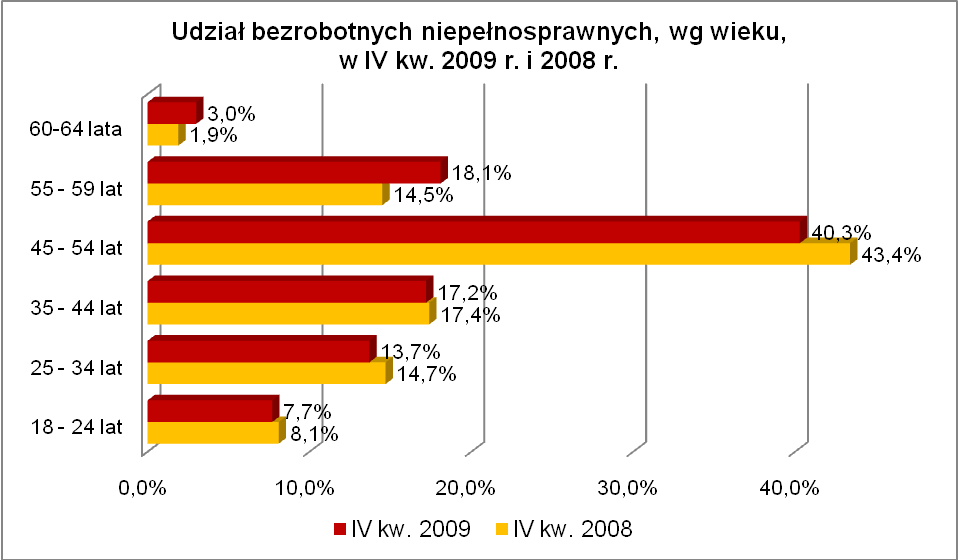 Udział bezrobotnych niepełnosprawnych, wg wieku,
w IV kw. 2009 r. i 2008 r.
60-64 lata
3,0%
1,9%
55 - 59 lat
18,1%
14,5%
45 - 54 lat
40,3%
43,4%
35 - 44 lat
17,2%
17,4%
25 - 34 lat
13,7%
14,7%
18 - 24 lat
7,7%
8,1%
0,0% 10,0% 20,0% 30,0% 40,0%
IV kw. 2009 IV kw. 2008